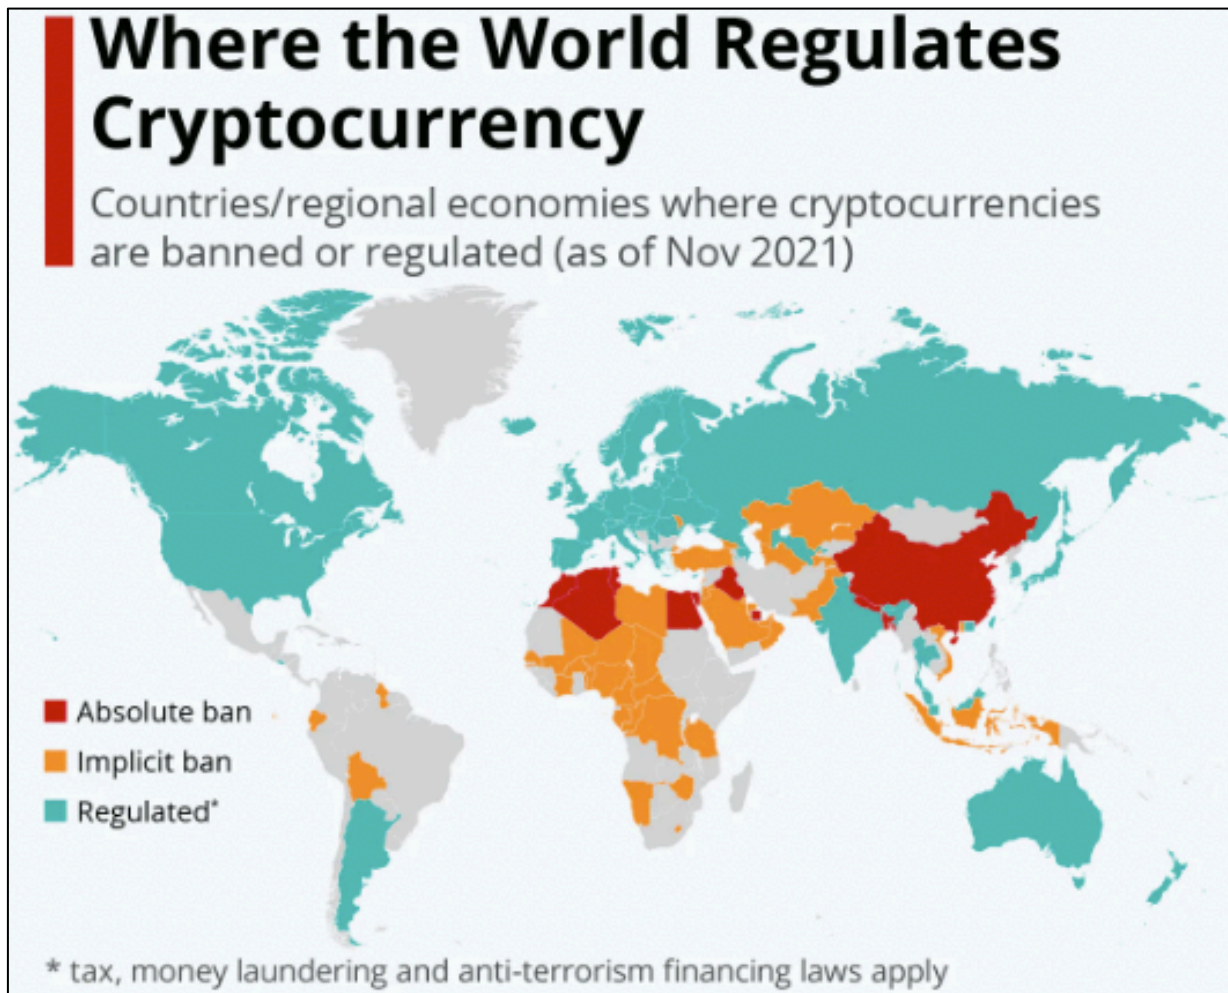 Where the World Regulates
Cryptocurrency
Countries/regional economies where cryptocurrencies
are banned or regulated (as of Nov 2021)
Absolute ban
Implicit ban
Regulated*
* tax, money laundering and anti-terrorism financing laws apply